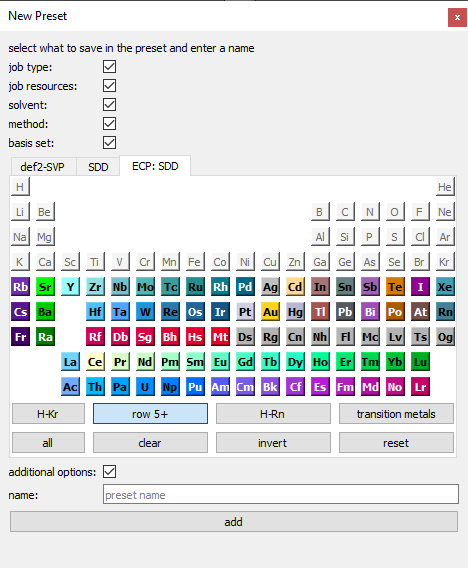 New Preset
x
select what to save in the preset and enter a name
job type:
job resources:
solvent:
method:
basis set:
def2-SVP SDD ECP: SDD
H He
Li Be B C N O F Ne
Na Mg Al Si P S Cl Ar
K Ca Sc Ti V Cr Mn Fe Co Ni Cu Zn Ga Ge As Se Br Kr
Rb Sr Y Zr Nb Mo Tc Ru Rh Pd Ag Cd In Sn Sb Te I Xe
Cs Ba Hf Ta W Re Os Ir Pt Au Hg Tl Pb Bi Po At Rn
Fr Ra Rf Db Sg Bh Hs Mt Ds Rg Cn Nh Fl Mc Lv Ts Og
La Ce Pr Nd Pm Sm Eu Gd Tb Dy Ho Er Tm Yb Lu
Ac Th Pa U Np Pu Am Cm Bk Cf Es Fm Md No Lr
H-Kr row 5+ H-Rn transition metals
all clear invert reset
additional options:
name: preset name
add